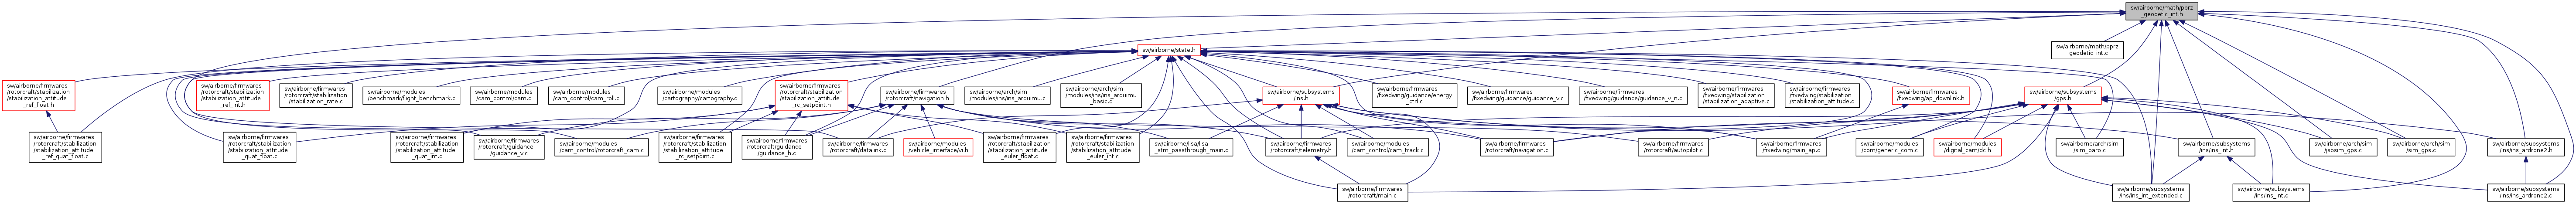 sw/airborne/math/pprz
_geodetic_int.h
sw/airborne/state.h
sw/airborne/math/pprz
_geodetic_int.c
sw/airborne/firmwares
/rotorcraft/stabilization
/stabilization_attitude
_ref_float.h
sw/airborne/firmwares
/rotorcraft/stabilization
/stabilization_attitude
_ref_int.h
sw/airborne/firmwares
/rotorcraft/stabilization
/stabilization_rate.c
sw/airborne/modules
/benchmark/flight_benchmark.c
sw/airborne/modules
/cam_control/cam.c
sw/airborne/modules
/cam_control/cam_roll.c
sw/airborne/modules
/cartography/cartography.c
sw/airborne/firmwares
/rotorcraft/stabilization
/stabilization_attitude
_rc_setpoint.h
sw/airborne/firmwares
/rotorcraft/navigation.h
sw/airborne/arch/sim
/modules/ins/ins_arduimu.c
sw/airborne/arch/sim
/modules/ins/ins_arduimu
_basic.c
sw/airborne/subsystems
/ins.h
sw/airborne/firmwares
/fixedwing/guidance/energy
_ctrl.c
sw/airborne/firmwares
/fixedwing/guidance/guidance_v.c
sw/airborne/firmwares
/fixedwing/guidance/guidance_v_n.c
sw/airborne/firmwares
/fixedwing/stabilization
/stabilization_adaptive.c
sw/airborne/firmwares
/fixedwing/stabilization
/stabilization_attitude.c
sw/airborne/firmwares
/fixedwing/ap_downlink.h
sw/airborne/subsystems
/gps.h
sw/airborne/firmwares
/rotorcraft/stabilization
/stabilization_attitude
_ref_quat_float.c
sw/airborne/firmwares
/rotorcraft/stabilization
/stabilization_attitude
_quat_float.c
sw/airborne/firmwares
/rotorcraft/stabilization
/stabilization_attitude
_quat_int.c
sw/airborne/firmwares
/rotorcraft/guidance
/guidance_v.c
sw/airborne/modules
/cam_control/rotorcraft_cam.c
sw/airborne/firmwares
/rotorcraft/stabilization
/stabilization_attitude
_rc_setpoint.c
sw/airborne/firmwares
/rotorcraft/guidance
/guidance_h.c
sw/airborne/firmwares
/rotorcraft/datalink.c
sw/airborne/modules
/vehicle_interface/vi.h
sw/airborne/firmwares
/rotorcraft/stabilization
/stabilization_attitude
_euler_float.c
sw/airborne/firmwares
/rotorcraft/stabilization
/stabilization_attitude
_euler_int.c
sw/airborne/lisa/lisa
_stm_passthrough_main.c
sw/airborne/firmwares
/rotorcraft/telemetry.h
sw/airborne/modules
/cam_control/cam_track.c
sw/airborne/firmwares
/rotorcraft/navigation.c
sw/airborne/firmwares
/rotorcraft/autopilot.c
sw/airborne/firmwares
/fixedwing/main_ap.c
sw/airborne/modules
/com/generic_com.c
sw/airborne/modules
/digital_cam/dc.h
sw/airborne/arch/sim
/sim_baro.c
sw/airborne/subsystems
/ins/ins_int.h
sw/airborne/arch/sim
/jsbsim_gps.c
sw/airborne/arch/sim
/sim_gps.c
sw/airborne/subsystems
/ins/ins_ardrone2.h
sw/airborne/firmwares
/rotorcraft/main.c
sw/airborne/subsystems
/ins/ins_int_extended.c
sw/airborne/subsystems
/ins/ins_int.c
sw/airborne/subsystems
/ins/ins_ardrone2.c